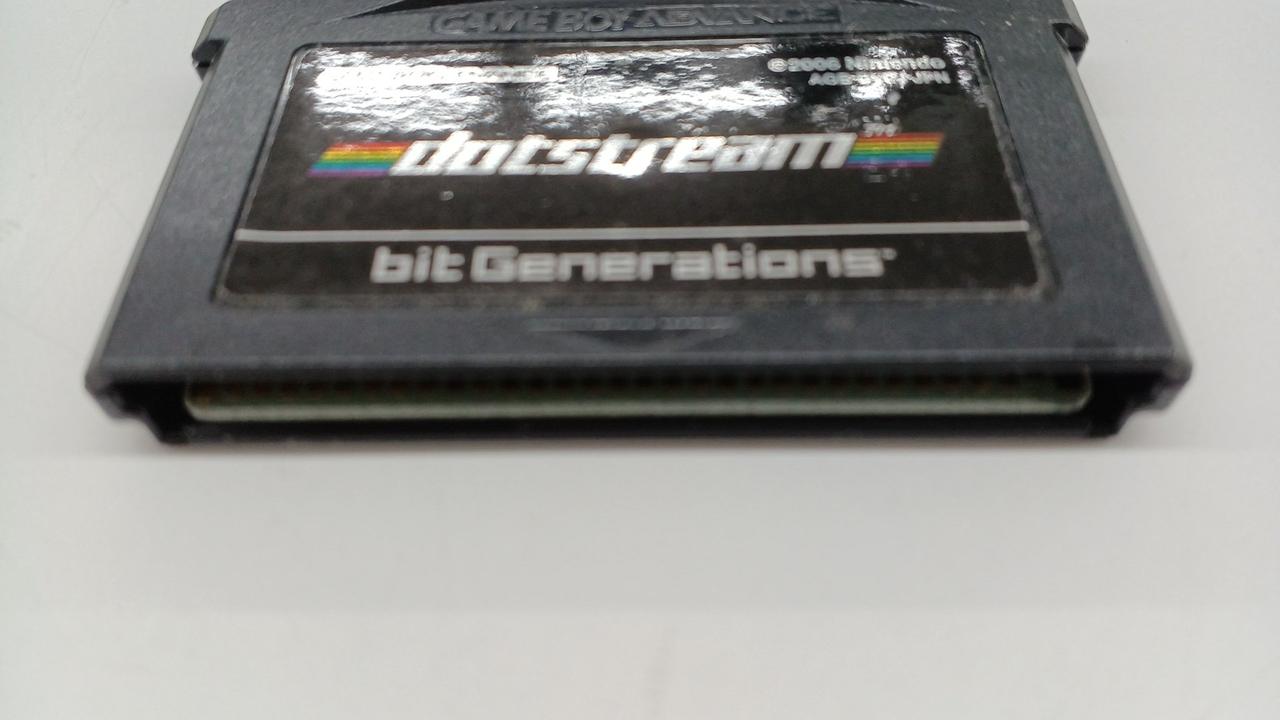 GAME BOY ADVANCE
©2006 Nintendo
dotstream
bit Generations